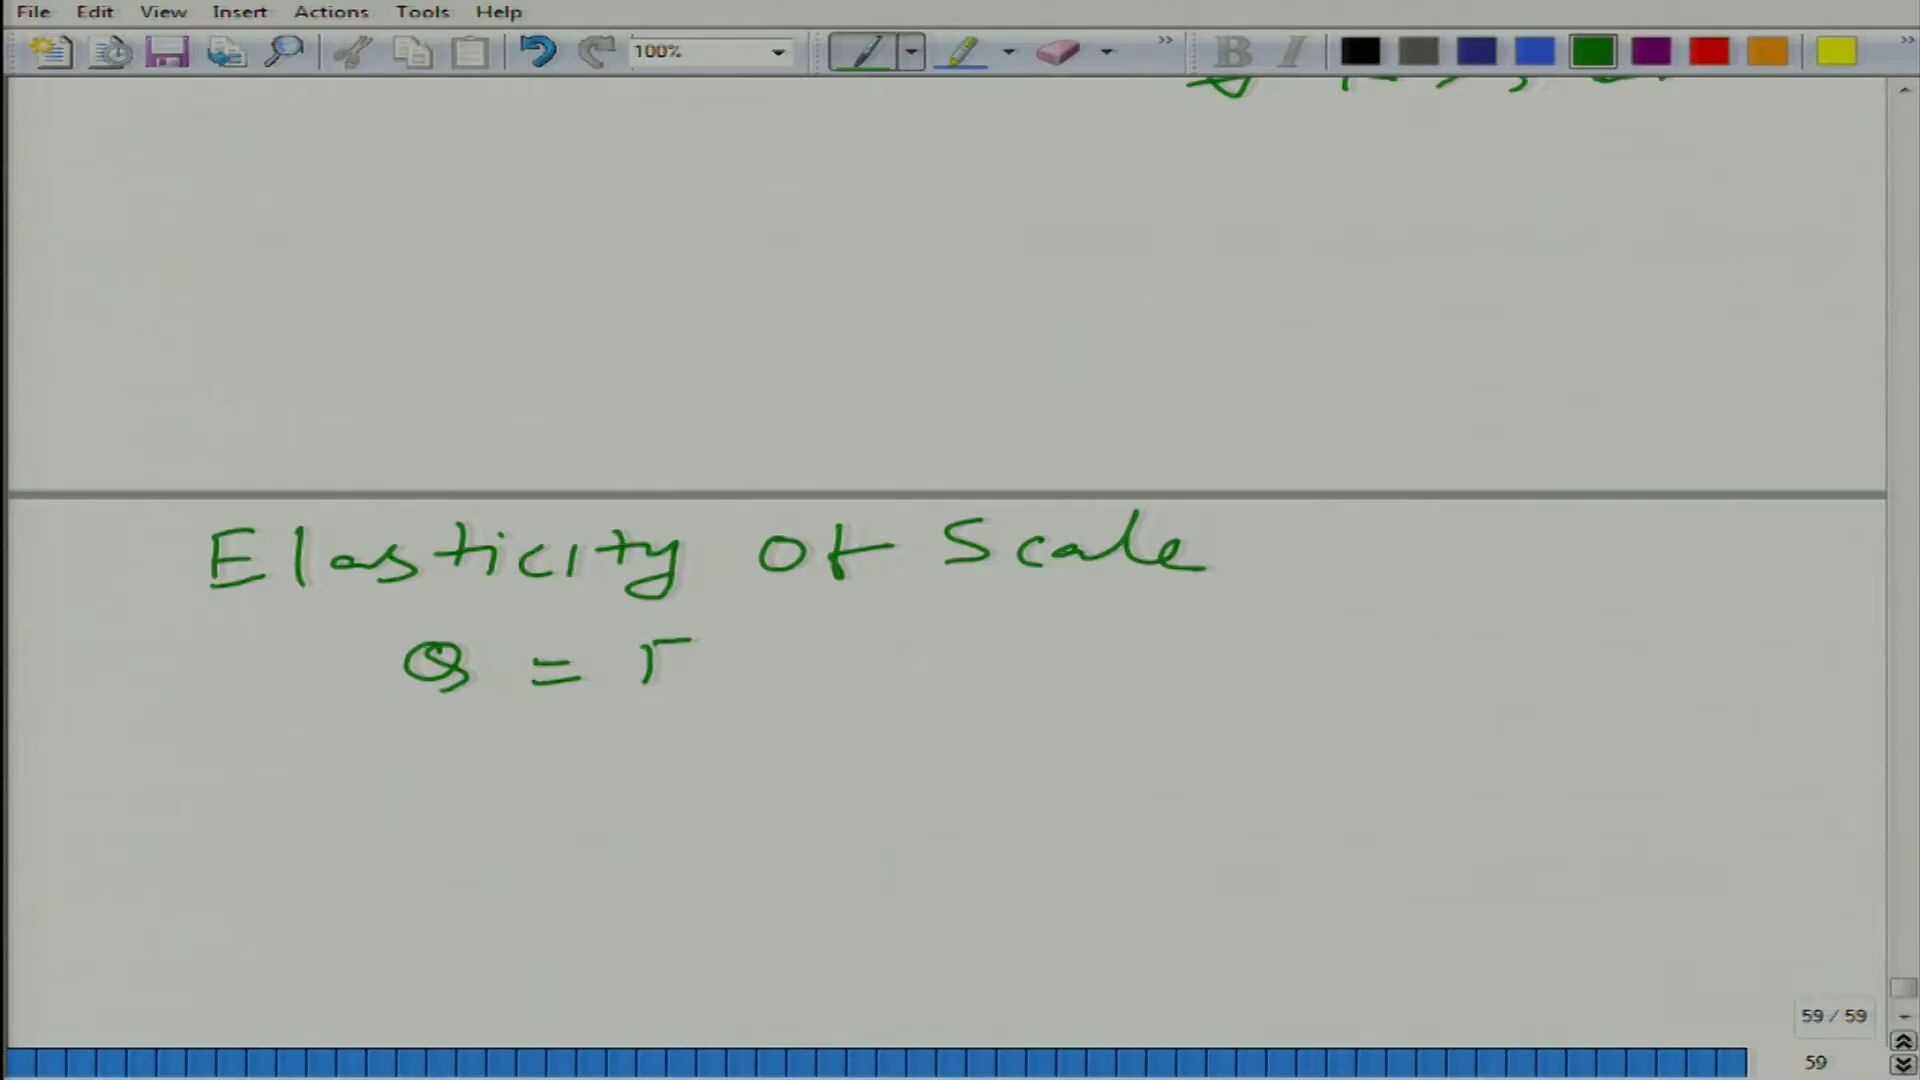 File Edit View Insert Actions Tools Help
100% B I
Elasticity of Scale
Q =
59 / 59
59